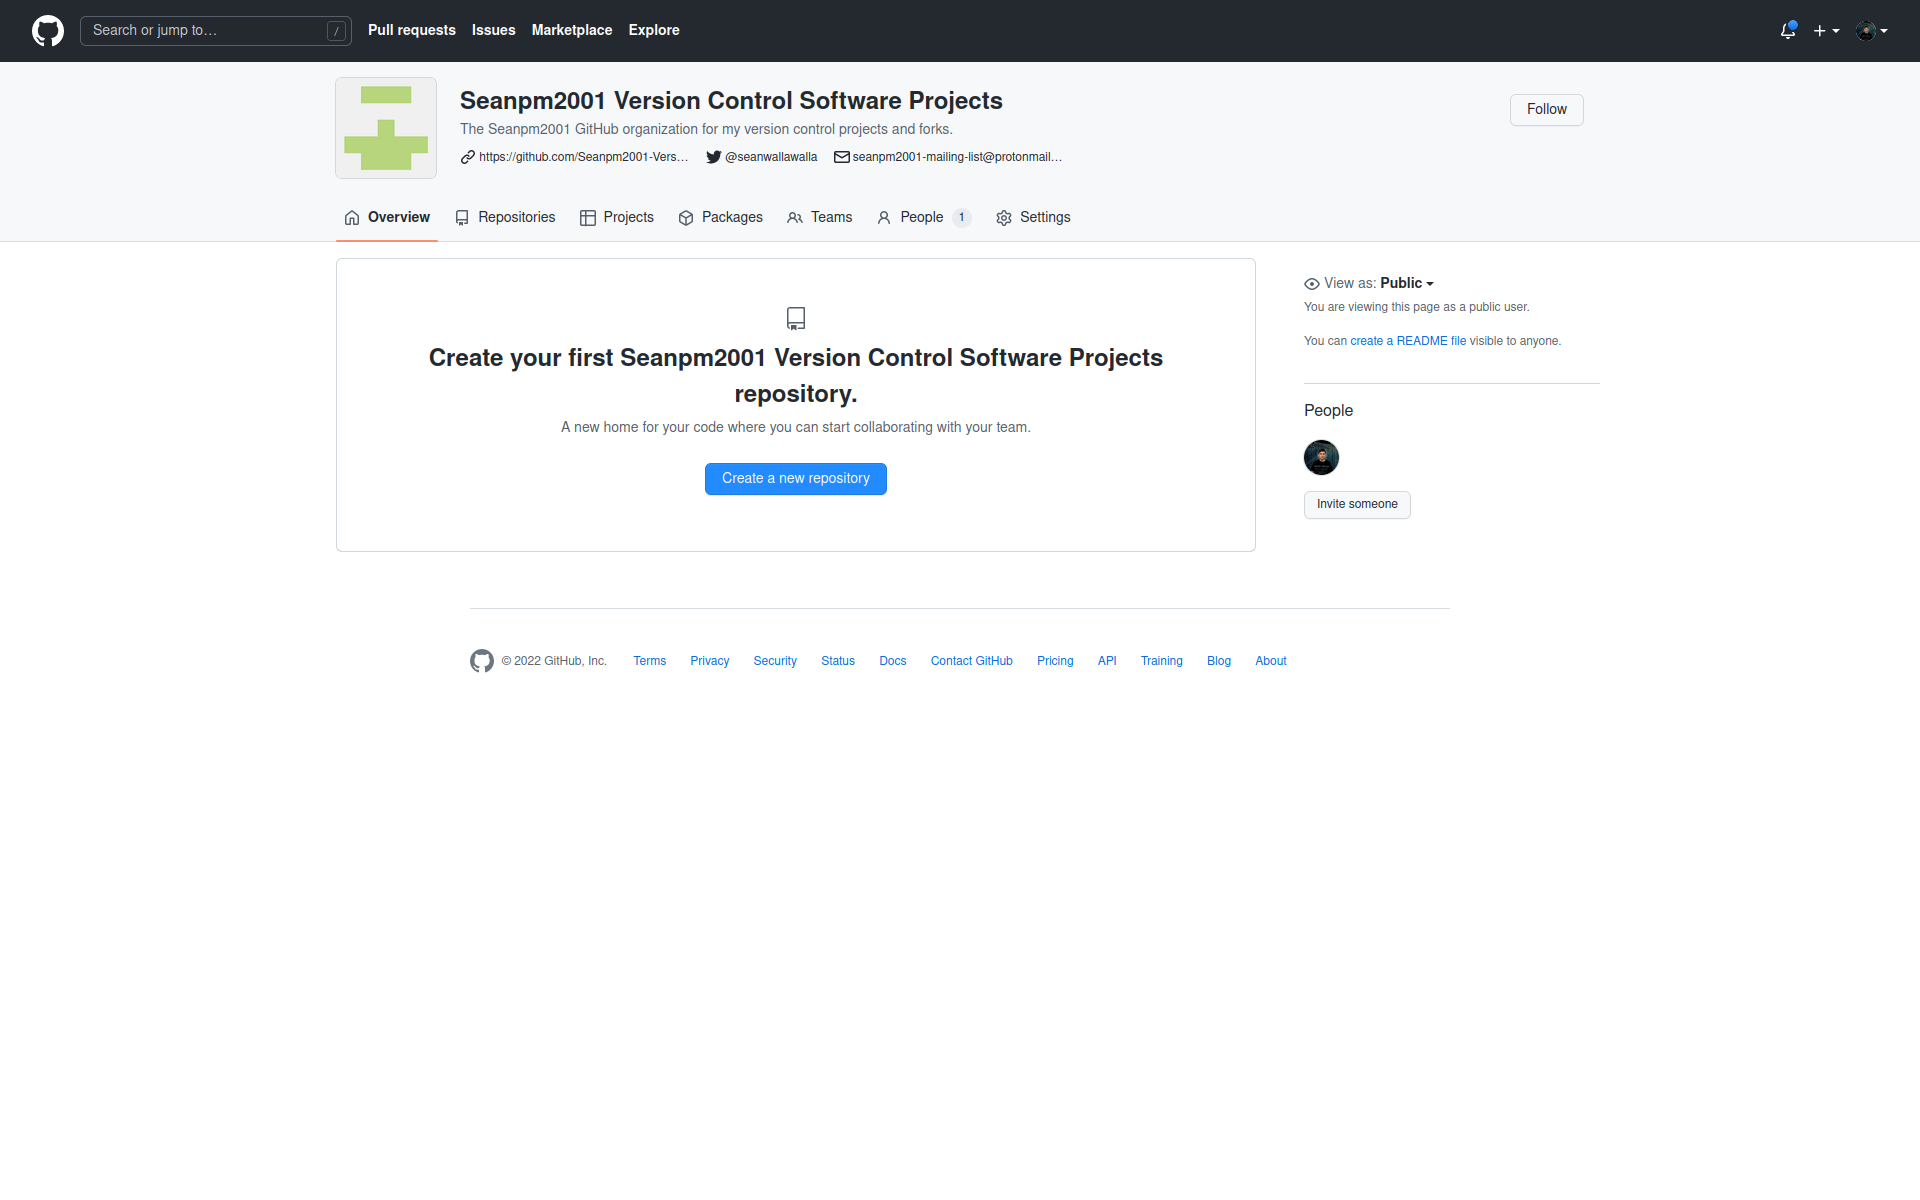 Search or jump to… / Pull requests Issues Marketplace Explore
Seanpm2001 Version Control Software Projects
Follow
The Seanpm2001 GitHub organization for my version control projects and forks.
https://github.com/Seanpm2001-Vers… @seanwallawalla seanpm2001-mailing-list@protonmail…
Overview Repositories Projects Packages Teams People 1 Settings
Create your first Seanpm2001 Version Control Software Projects
repository.
A new home for your code where you can start collaborating with your team.
Create a new repository
View as: Public
You are viewing this page as a public user.
You can create a README file visible to anyone.
People
Invite someone
© 2022 GitHub, Inc. Terms Privacy Security Status Docs Contact GitHub Pricing API Training Blog About